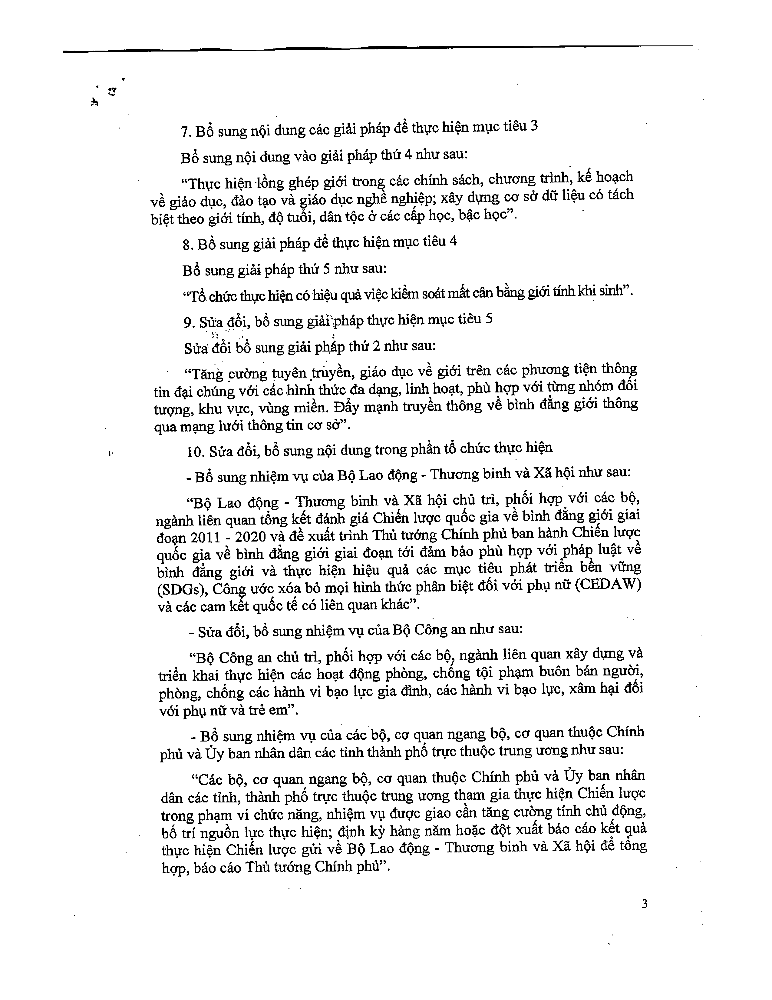 7. Bổ sung nội dung các giải pháp để thực hiện mục tiêu 3
Bổ sung nội dung vào giải pháp thứ 4 như sau:
“Thực hiện lồng ghép giới trong các chính sách, chương trình, kế hoạch
về giáo dục, đào tạo và giáo dục nghề nghiệp; xây dựng cơ sở dữ liệu có tách
biệt theo giới tính, độ tuổi, dân tộc ở các cấp học, bậc học”.
8. Bổ sung giải pháp để thực hiện mục tiêu 4
Bổ sung giải pháp thứ 5 như sau:
“Tổ chức thực hiện có hiệu quả việc kiểm soát mất cân bằng giới tính khi sinh”.
9. Sửa đổi, bổ sung giải pháp thực hiện mục tiêu 5
Sửa đổi bổ sung giải pháp thứ 2 như sau:
“Tăng cường tuyên truyền, giáo dục về giới trên các phương tiện thông
tin đại chúng với các hình thức đa dạng, linh hoạt, phù hợp với từng nhóm đối
tượng, khu vực, vùng miền. Đẩy mạnh truyền thông về bình đẳng giới thông
qua mạng lưới thông tin cơ sở”.
10. Sửa đổi, bổ sung nội dung trong phần tổ chức thực hiện
- Bổ sung nhiệm vụ của Bộ Lao động - Thương binh và Xã hội như sau:
“Bộ Lao động - Thương binh và Xã hội chủ trì, phối hợp với các bộ,
ngành liên quan tổng kết đánh giá Chiến lược quốc gia về bình đẳng giới giai
đoạn 2011 - 2020 và đề xuất trình Thủ tướng Chính phủ ban hành Chiến lược
quốc gia về bình đẳng giới giai đoạn tới đảm bảo phù hợp với pháp luật về
bình đẳng giới và thực hiện hiệu quả các mục tiêu phát triển bền vững
(SDGs), Công ước xóa bỏ mọi hình thức phân biệt đối với phụ nữ (CEDAW)
và các cam kết quốc tế có liên quan khác”.
- Sửa đổi, bổ sung nhiệm vụ của Bộ Công an như sau:
“Bộ Công an chủ trì, phối hợp với các bộ, ngành liên quan xây dựng và
triển khai thực hiện các hoạt động phòng, chống tội phạm buôn bán người,
phòng, chống các hành vi bạo lực gia đình, các hành vi bạo lực, xâm hại đối
với phụ nữ và trẻ em”.
- Bổ sung nhiệm vụ của các bộ, cơ quan ngang bộ, cơ quan thuộc Chính
phủ và Ủy ban nhân dân các tỉnh thành phố trực thuộc trung ương như sau:
“Các bộ, cơ quan ngang bộ, cơ quan thuộc Chính phủ và Ủy ban nhân
dân các tỉnh, thành phố trực thuộc trung ương tham gia thực hiện Chiến lược
trong phạm vi chức năng, nhiệm vụ được giao cần tăng cường tính chủ động,
bố trí nguồn lực thực hiện; định kỳ hàng năm hoặc đột xuất báo cáo kết quả
thực hiện Chiến lược gửi về Bộ Lao động - Thương binh và Xã hội để tổng
hợp, báo cáo Thủ tướng Chính phủ”.
3